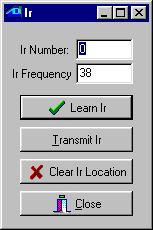 Ir
Ir Number: 0
Ir Frequency 38
Learn Ir
Transmit Ir
Clear Ir Location
Close